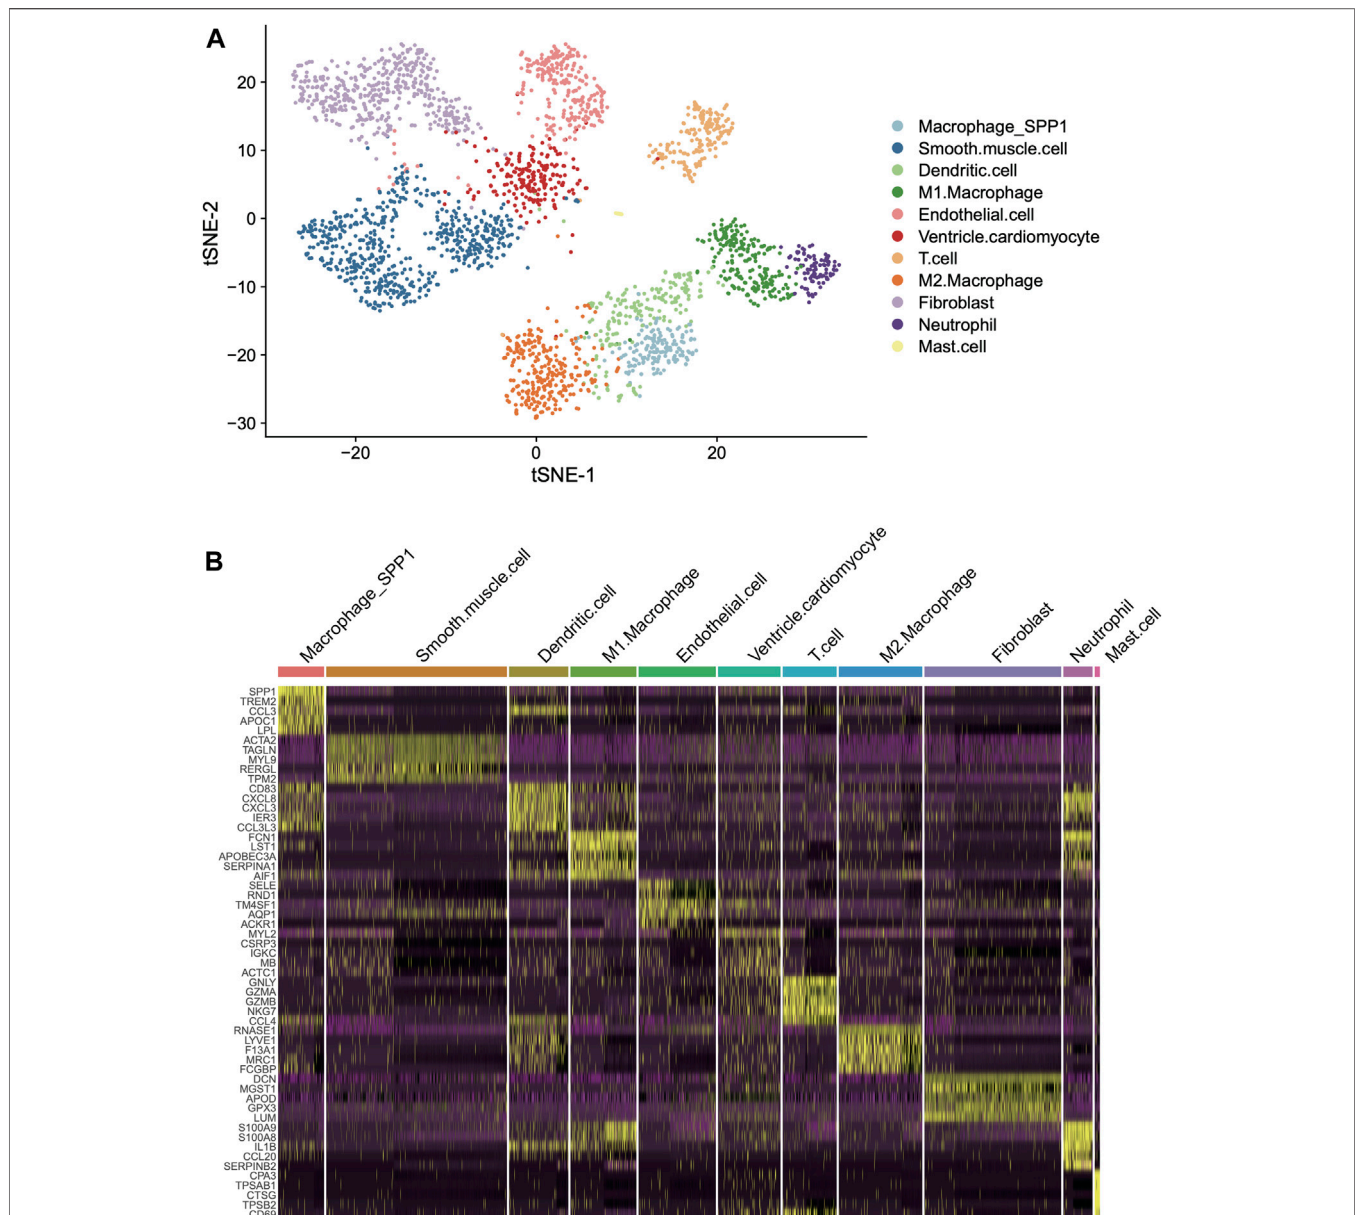 A
20
10
0
−10
−20
−30
tSNE-2
−20
0
20
tSNE-1
Macrophage_SPP1
Smooth.muscle.cell
Dendritic.cell
M1.Macrophage
Endothelial.cell
Ventricle.cardiomyocyte
T.cell
M2.Macrophage
Fibroblast
Neutrophil
Mast.cell
B
Macrophage_SPP1
Smooth.muscle.cell
Dendritic.cell
M1.Macrophage
Endothelial.cell
Ventricle.cardiomyocyte
T.cell
M2.Macrophage
Fibroblast
Neutrophil
Mast.cell
SPP1
TREM2
CCL3
APOC1
LPL
ACTA2
TAGLN
MYL9
RERGL
TPM2
CD83
CXCL8
CXCL3
IER3
CCL3L3
FCN1
LST1
APOBEC3A
SERPINA1
AIF1
SELE
RND1
TM4SF1
AQP1
ACKR1
MYL2
CSRP3
IGKC
MB
ACTC1
GNLY
GZMA
GZMB
NKG7
CCL4
RNASE1
LYVE1
F13A1
MRC1
FCGBP
DCN
MGST1
APOD
GPX3
LUM
S100A9
S100A8
IL1B
CCL20
SERPINB2
CPA3
TPSAB1
CTSG
TPSB2
CD69